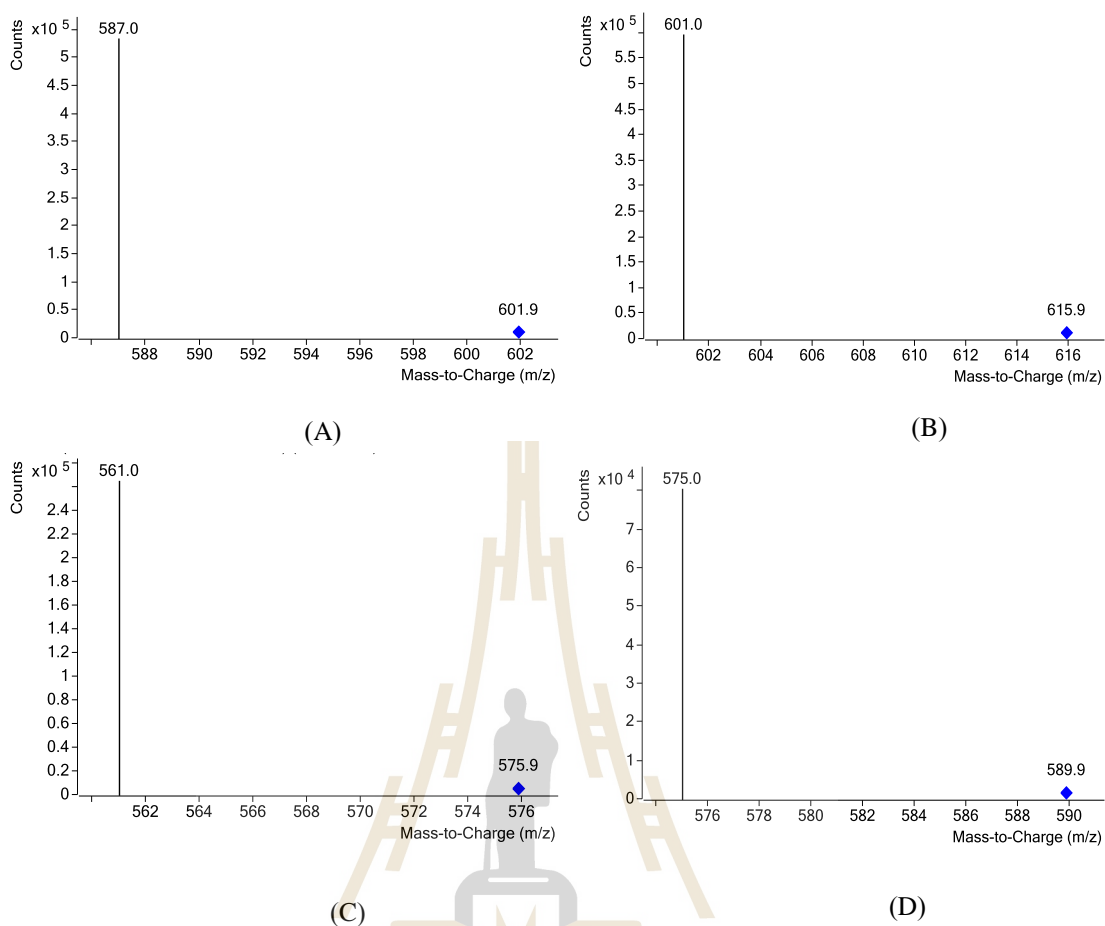 Counts
x10 5
587.0
5
4.5
4
3.5
3
2.5
2
1.5
1
0.5
0
601.9
588 590 592 594 596 598 600 602
Mass-to-Charge (m/z)
(A)
Counts
x10 5
601.0
5.5
5
4.5
4
3.5
3
2.5
2
1.5
1
0.5
0
615.9
602 604 606 608 610 612 614 616
Mass-to-Charge (m/z)
(B)
Counts
x10 5
561.0
2.4
2.2
2
1.8
1.6
1.4
1.2
1
0.8
0.6
0.4
0.2
0
575.9
562 564 566 568 570 572 574 576
Mass-to-Charge (m/z)
(C)
Counts
x10 4
575.0
7
6
5
4
3
2
1
0
589.9
576 578 580 582 584 586 588 590
Mass-to-Charge (m/z)
(D)